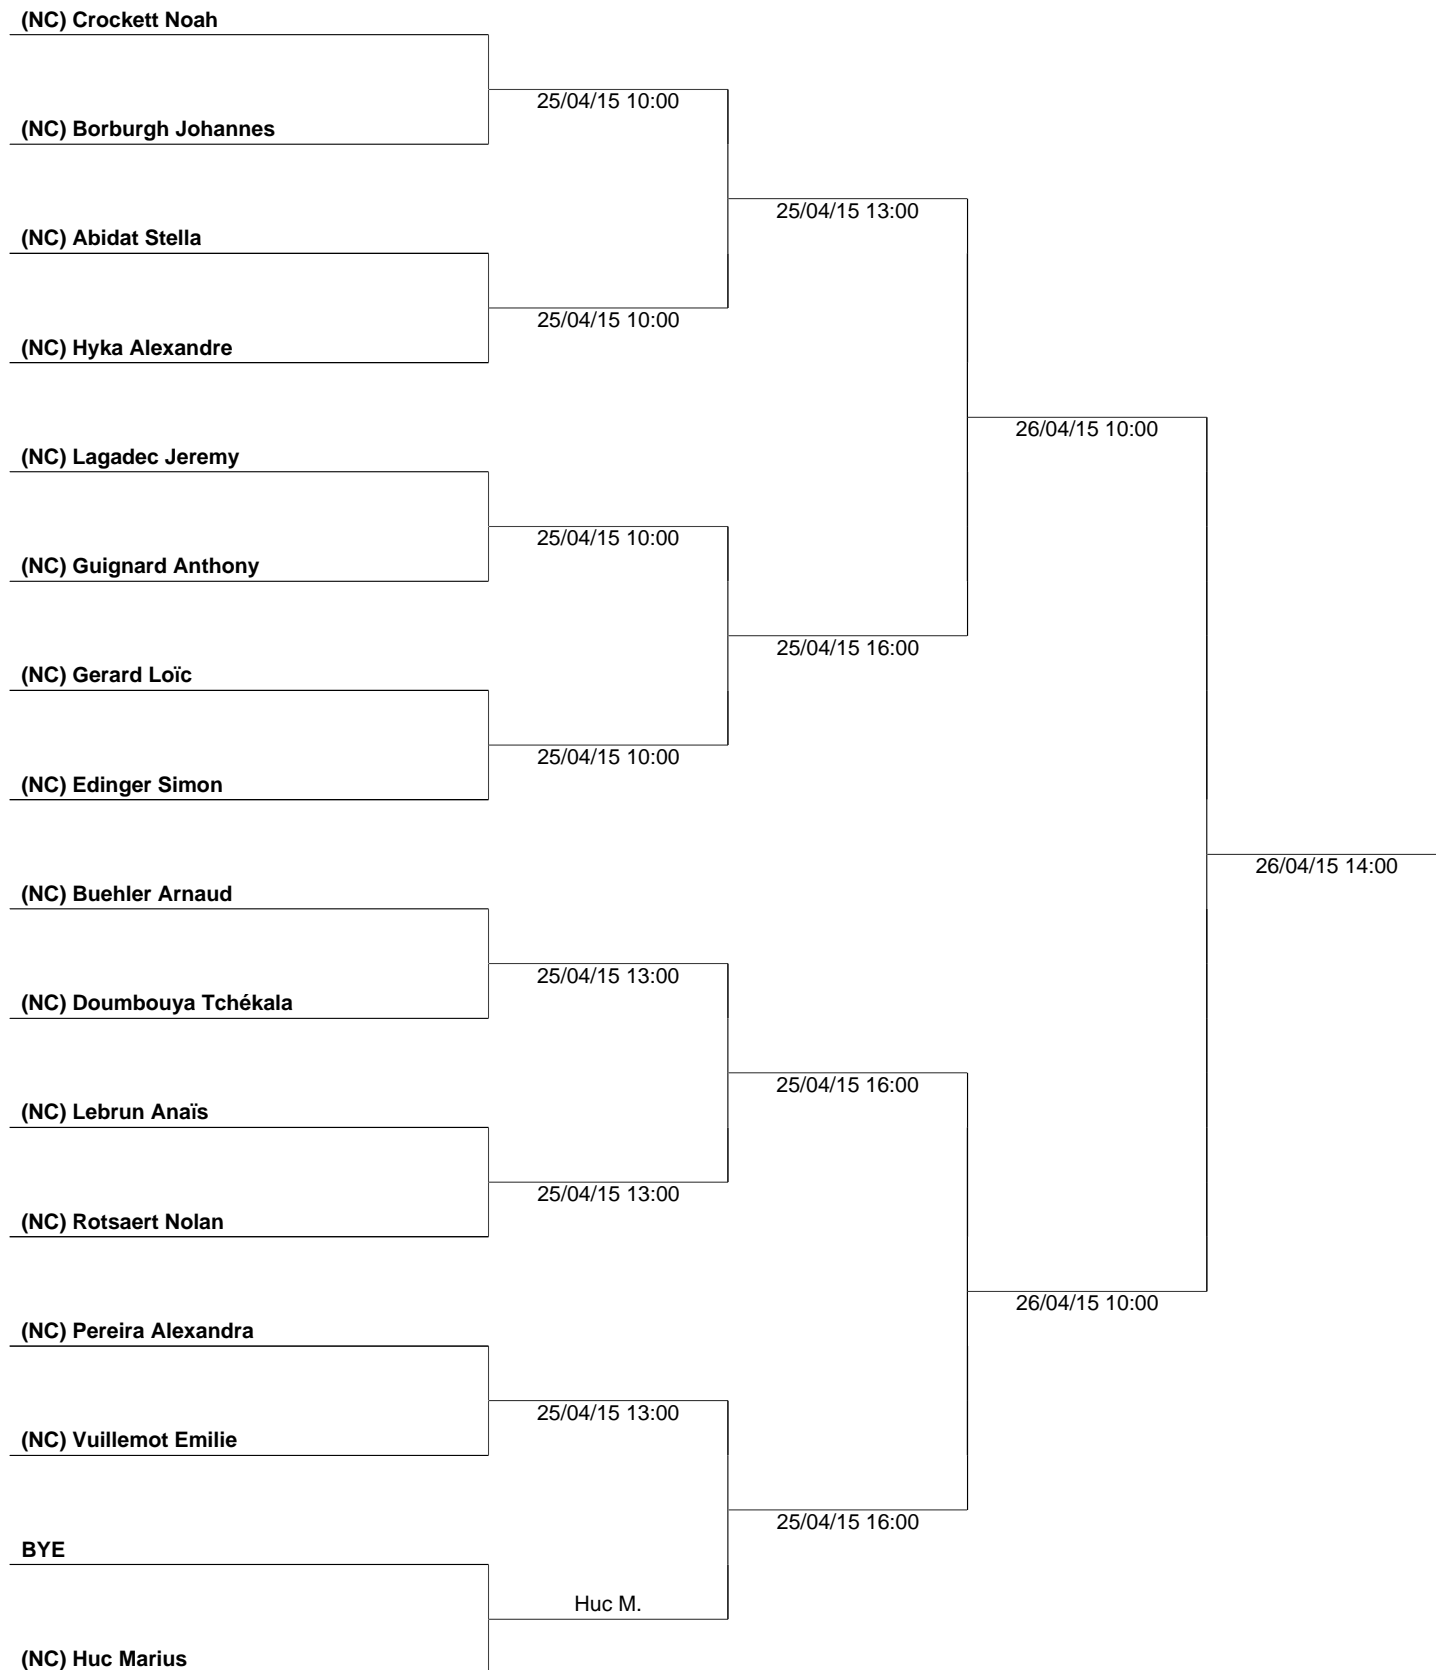 (NC) Crockett Noah
25/04/15 10:00
(NC) Borburgh Johannes
25/04/15 13:00
(NC) Abidat Stella
25/04/15 10:00
(NC) Hyka Alexandre
26/04/15 10:00
(NC) Lagadec Jeremy
25/04/15 10:00
(NC) Guignard Anthony
25/04/15 16:00
(NC) Gerard Loïc
25/04/15 10:00
(NC) Edinger Simon
26/04/15 14:00
(NC) Buehler Arnaud
25/04/15 13:00
(NC) Doumbouya Tchékala
25/04/15 16:00
(NC) Lebrun Anaïs
25/04/15 13:00
(NC) Rotsaert Nolan
26/04/15 10:00
(NC) Pereira Alexandra
25/04/15 13:00
(NC) Vuillemot Emilie
25/04/15 16:00
BYE
Huc M.
(NC) Huc Marius